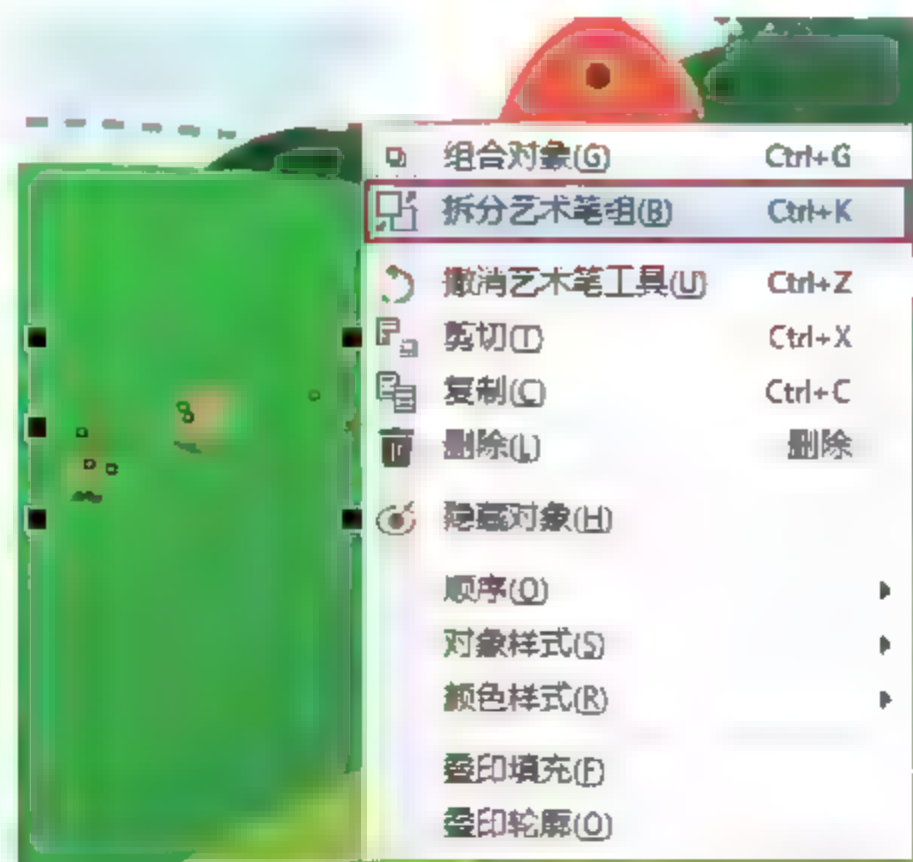 组合对象(G) Ctrl+G
拆分艺术笔组(B) Ctrl+K
撤消艺术笔工具(U) Ctrl+Z
剪切(T) Ctrl+X
复制(C) Ctrl+C
删除(L) 删除
隐藏对象(H)
顺序(O)
对象样式(S)
颜色样式(R)
叠印填充(F)
叠印轮廓(O)